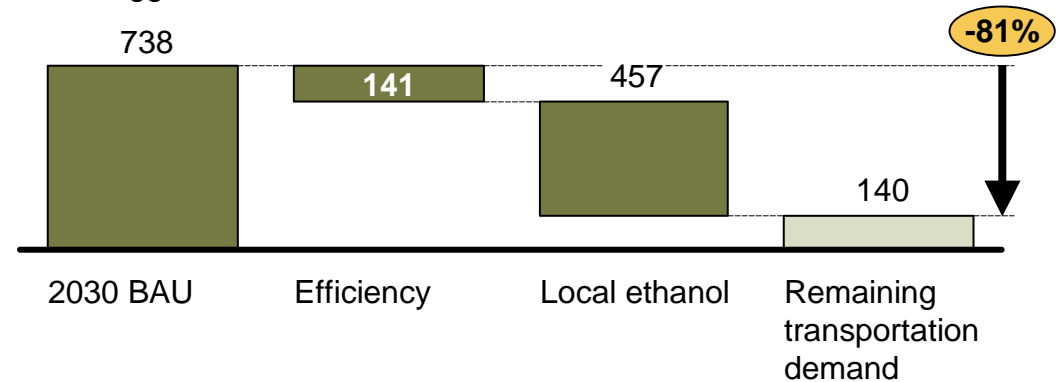 -81%
738
141
457
140
2030 BAU
Efficiency
Local ethanol
Remaining
transportation
demand